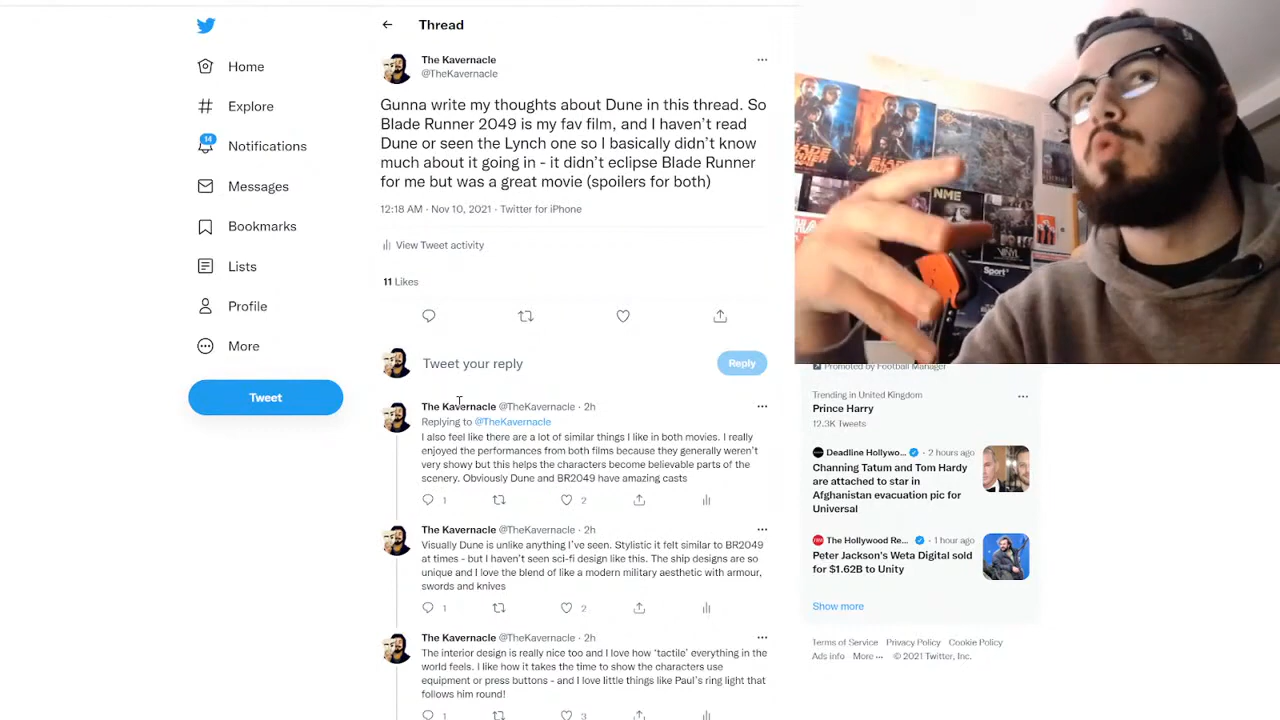 Thread
Home
Explore
14
Notifications
Messages
Bookmarks
Lists
Profile
More
Tweet
The Kavernacle
@TheKavernacle
Gunna write my thoughts about Dune in this thread. So
Blade Runner 2049 is my fav film, and I haven't read
Dune or seen the Lynch one so I basically didn't know
much about it going in - it didn't eclipse Blade Runner
for me but was a great movie (spoilers for both)
12:18 AM · Nov 10, 2021 · Twitter for iPhone
View Tweet activity
11 Likes
Tweet your reply
Reply
The Kavernacle @TheKavernacle · 2h
Replying to @TheKavernacle
I also feel like there are a lot of similar things I like in both movies. I really
enjoyed the performances from both films because they generally weren't
very showy but this helps the characters become believable parts of the
scenery. Obviously Dune and BR2049 have amazing casts
1 2
The Kavernacle @TheKavernacle · 2h
Visually Dune is unlike anything I've seen. Stylistic it felt similar to BR2049
at times - but I haven't seen sci-fi design like this. The ship designs are so
unique and I love the blend of like a modern military aesthetic with armour,
swords and knives
1 2
The Kavernacle @TheKavernacle · 2h
The interior design is really nice too and I love how 'tactile' everything in the
world feels. I like how it takes the time to show the characters use
equipment or press buttons - and I love little things like Paul's ring light that
follows him round!
1 3
NME
VINYL
Sport
Promoted by Football Manager
Trending in United Kingdom
Prince Harry
12.3K Tweets
Deadline Hollywo... · 2 hours ago
Channing Tatum and Tom Hardy
are attached to star in
Afghanistan evacuation pic for
Universal
The Hollywood Re... · 1 hour ago
Peter Jackson's Weta Digital sold
for $1.62B to Unity
Show more
Terms of Service Privacy Policy Cookie Policy
Ads info More ··· © 2021 Twitter, Inc.